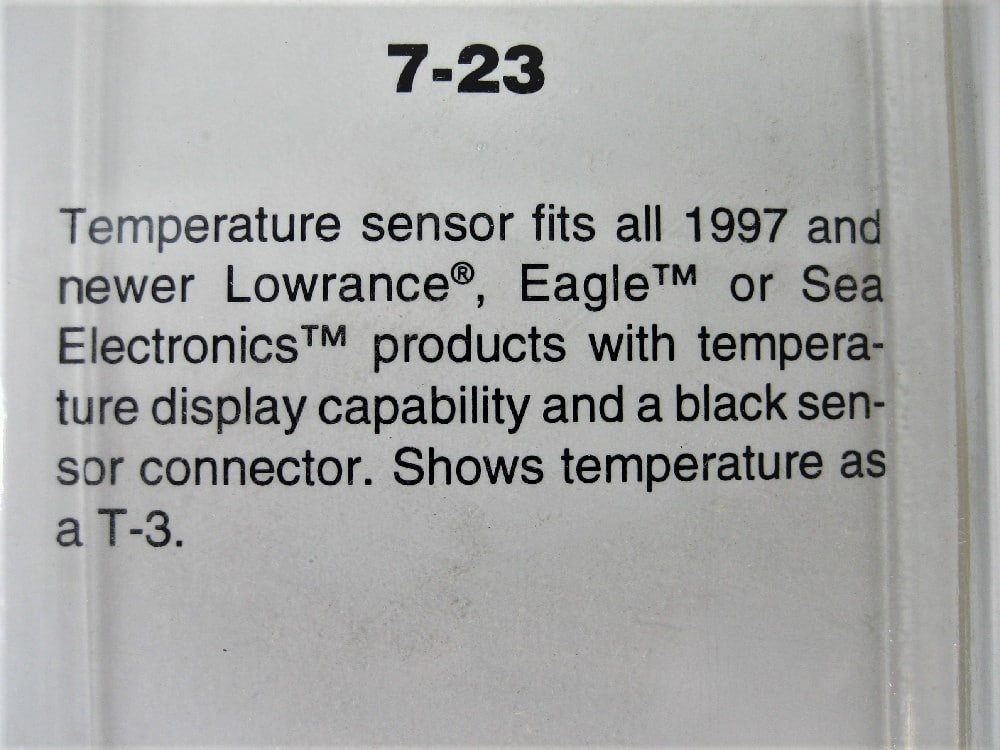 7-23
Temperature sensor fits all 1997 and
newer Lowrance®, Eagle™ or Sea
Electronics™ products with tempera-
ture display capability and a black sen-
sor connector. Shows temperature as
a T-3.